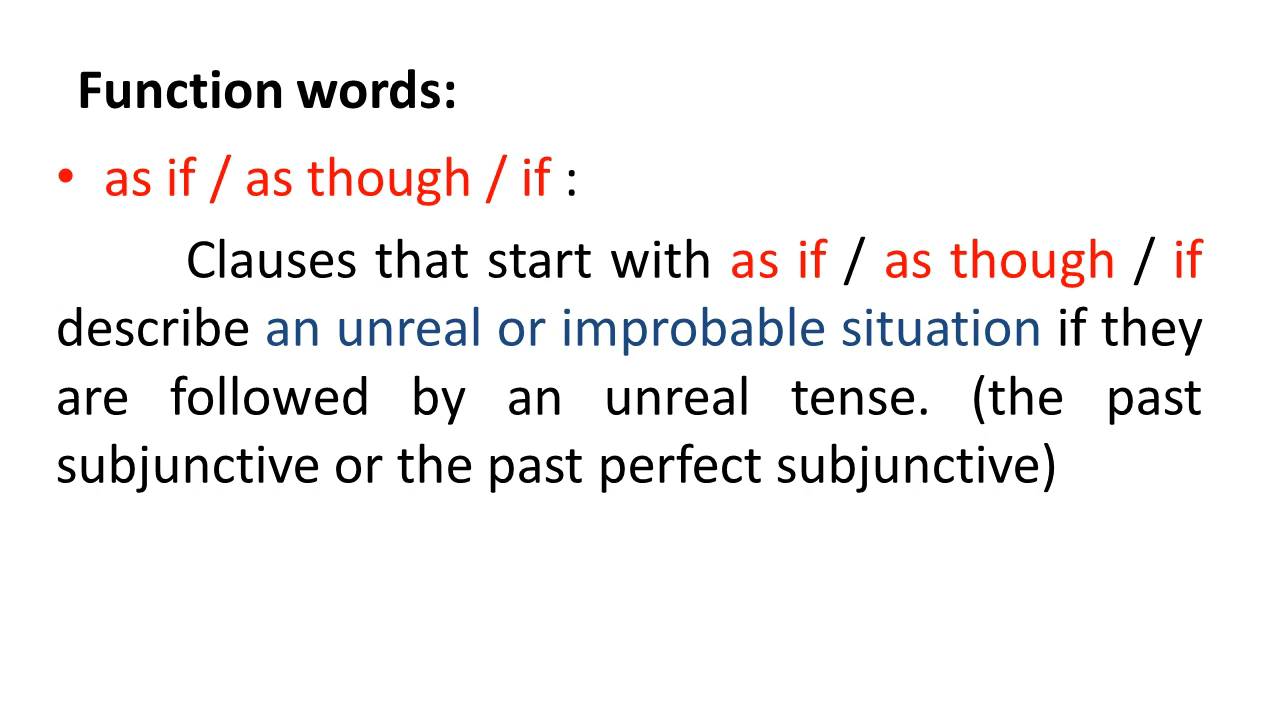 Function words:
• as if / as though / if :
Clauses that start with as if / as though / if
describe an unreal or improbable situation if they
are followed by an unreal tense. (the past
subjunctive or the past perfect subjunctive)